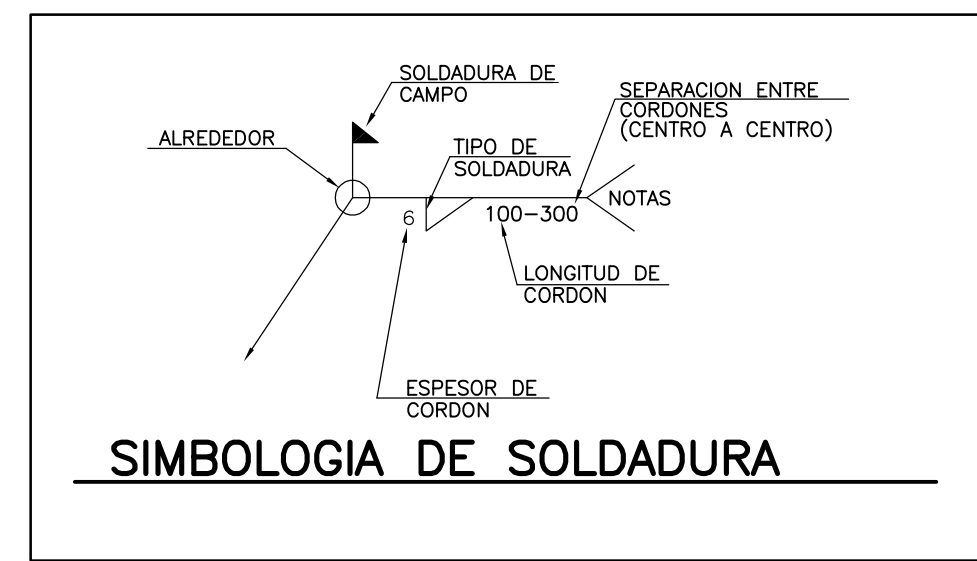 SOLDADURA DE
CAMPO
SEPARACION ENTRE
CORDONES
(CENTRO A CENTRO)
ALREDEDOR
TIPO DE
SOLDADURA
NOTAS
6
100-300
LONGITUD DE
CORDON
ESPESOR DE
CORDON
SIMBOLOGIA DE SOLDADURA